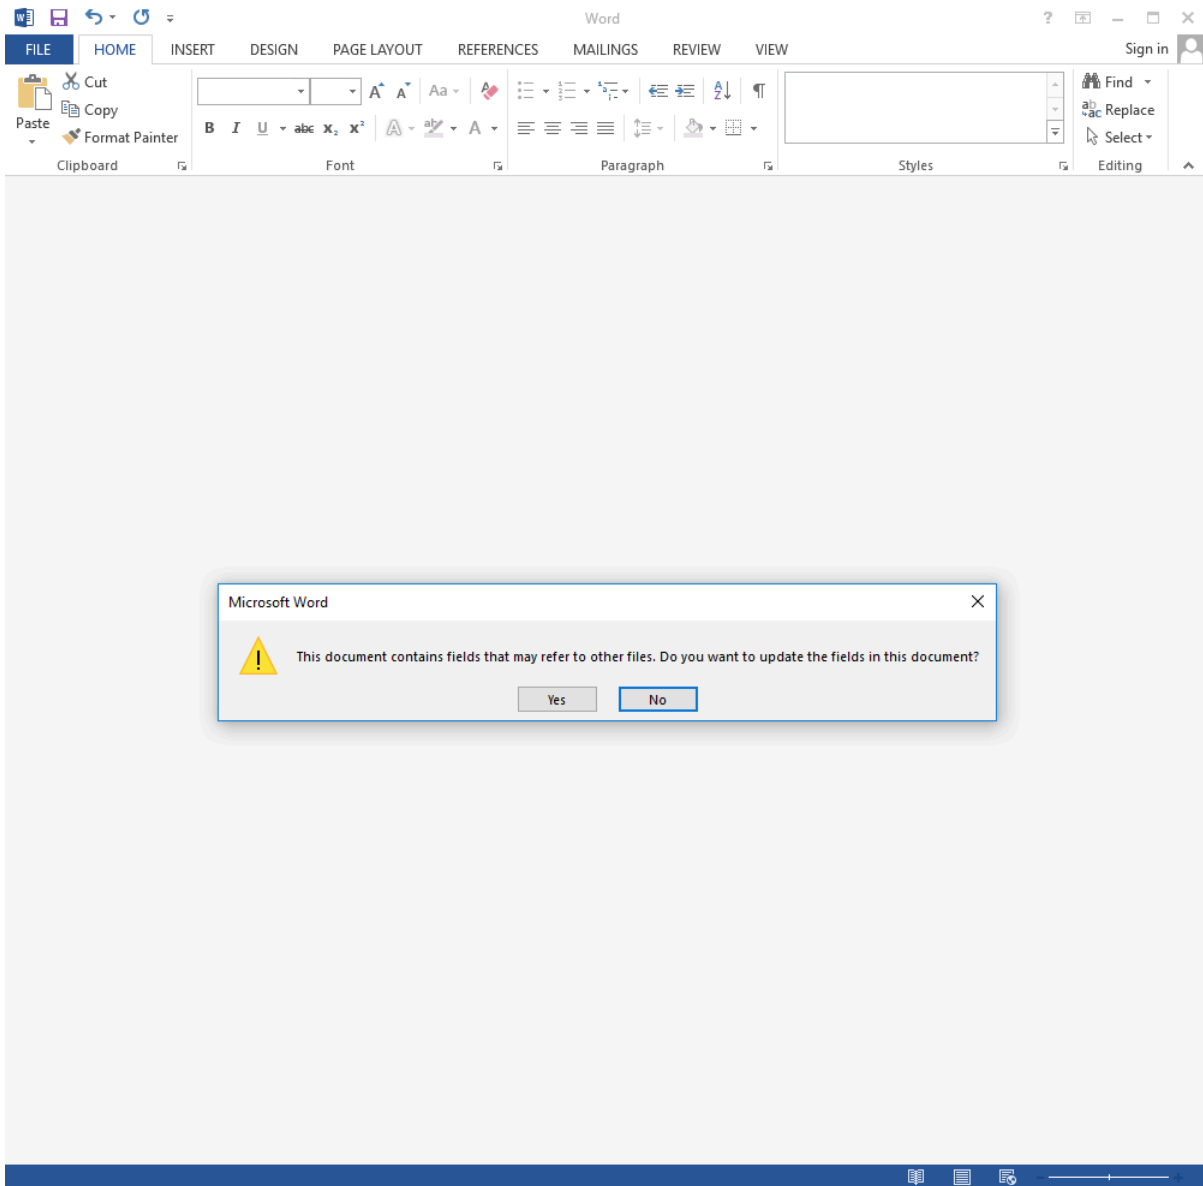 Word
FILE HOME INSERT DESIGN PAGE LAYOUT REFERENCES MAILINGS REVIEW VIEW Sign in
Paste
Cut
Copy
Format Painter
Find
Replace
Select
Clipboard Font Paragraph Styles Editing
Microsoft Word
This document contains fields that may refer to other files. Do you want to update the fields in this document?
Yes No